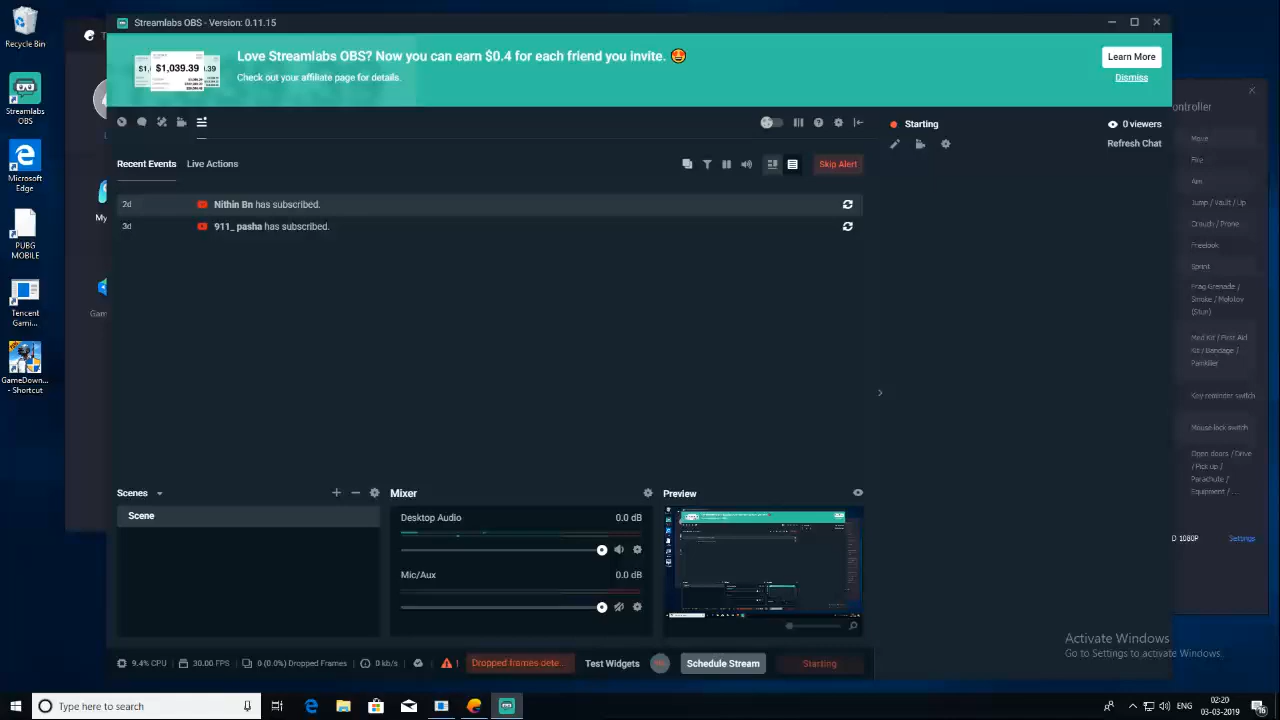 Recycle Bin
Streamlabs OBS
Microsoft Edge
PUBG MOBILE
Tencent Gami...
GameDown... - Shortcut
T
My
Gam
Streamlabs OBS - Version: 0.11.15
$1,039.39
Love Streamlabs OBS? Now you can earn $0.4 for each friend you invite. 🤩
Check out your affiliate page for details.
Learn More
Dismiss
Starting
0 viewers
Refresh Chat
Recent Events
Live Actions
Skip Alert
2d Nithin Bn has subscribed.
3d 911_ pasha has subscribed.
Scenes
Scene
Mixer
Desktop Audio 0.0 dB
Mic/Aux 0.0 dB
Preview
9.4% CPU
30.00 FPS
0 (0.0%) Dropped Frames
0 kb/s
1
Dropped frames dete...
Test Widgets
Schedule Stream
Starting
ontroller
Move
Fire
Aim
Jump / Vault / Up
Crouch / Prone
Freelook
Sprint
Frag Grenade /
Smoke / Molotov
(Stun)
Med Kit / First Aid
Kit / Bandage /
Painkiller
Key reminder switch
Mouse-lock switch
Open doors / Drive
/ Pick up /
Parachute /
Equipment / ...
D 1080P
Settings
Activate Windows
Go to Settings to activate Windows.
Type here to search
ENG
02:20
03-03-2019